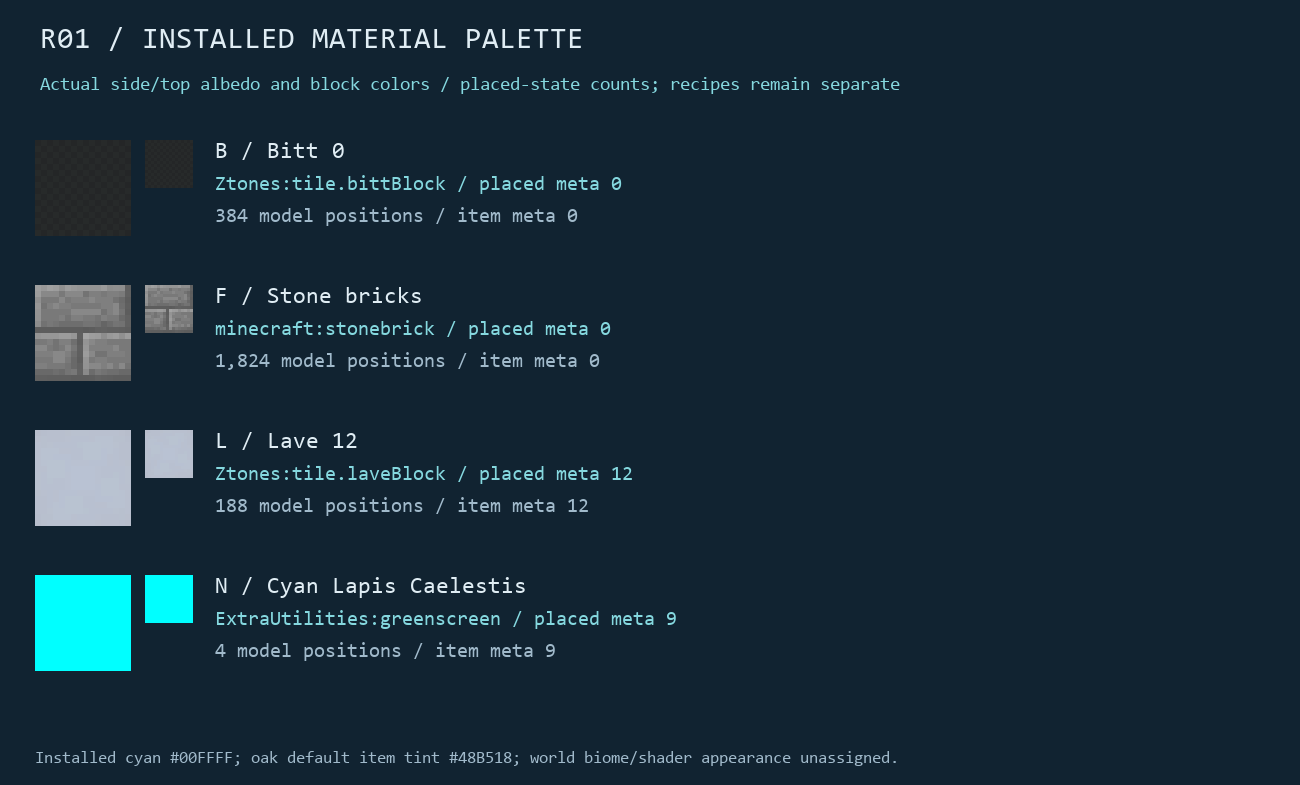 R01 / INSTALLED MATERIAL PALETTE
Actual side/top albedo and block colors / placed-state counts; recipes remain separate
B / Bitt 0
Ztones:tile.bittBlock / placed meta 0
384 model positions / item meta 0
F / Stone bricks
minecraft:stonebrick / placed meta 0
1,824 model positions / item meta 0
L / Lave 12
Ztones:tile.laveBlock / placed meta 12
188 model positions / item meta 12
N / Cyan Lapis Caelestis
ExtraUtilities:greenscreen / placed meta 9
4 model positions / item meta 9
Installed cyan #00FFFF; oak default item tint #48B518; world biome/shader appearance unassigned.